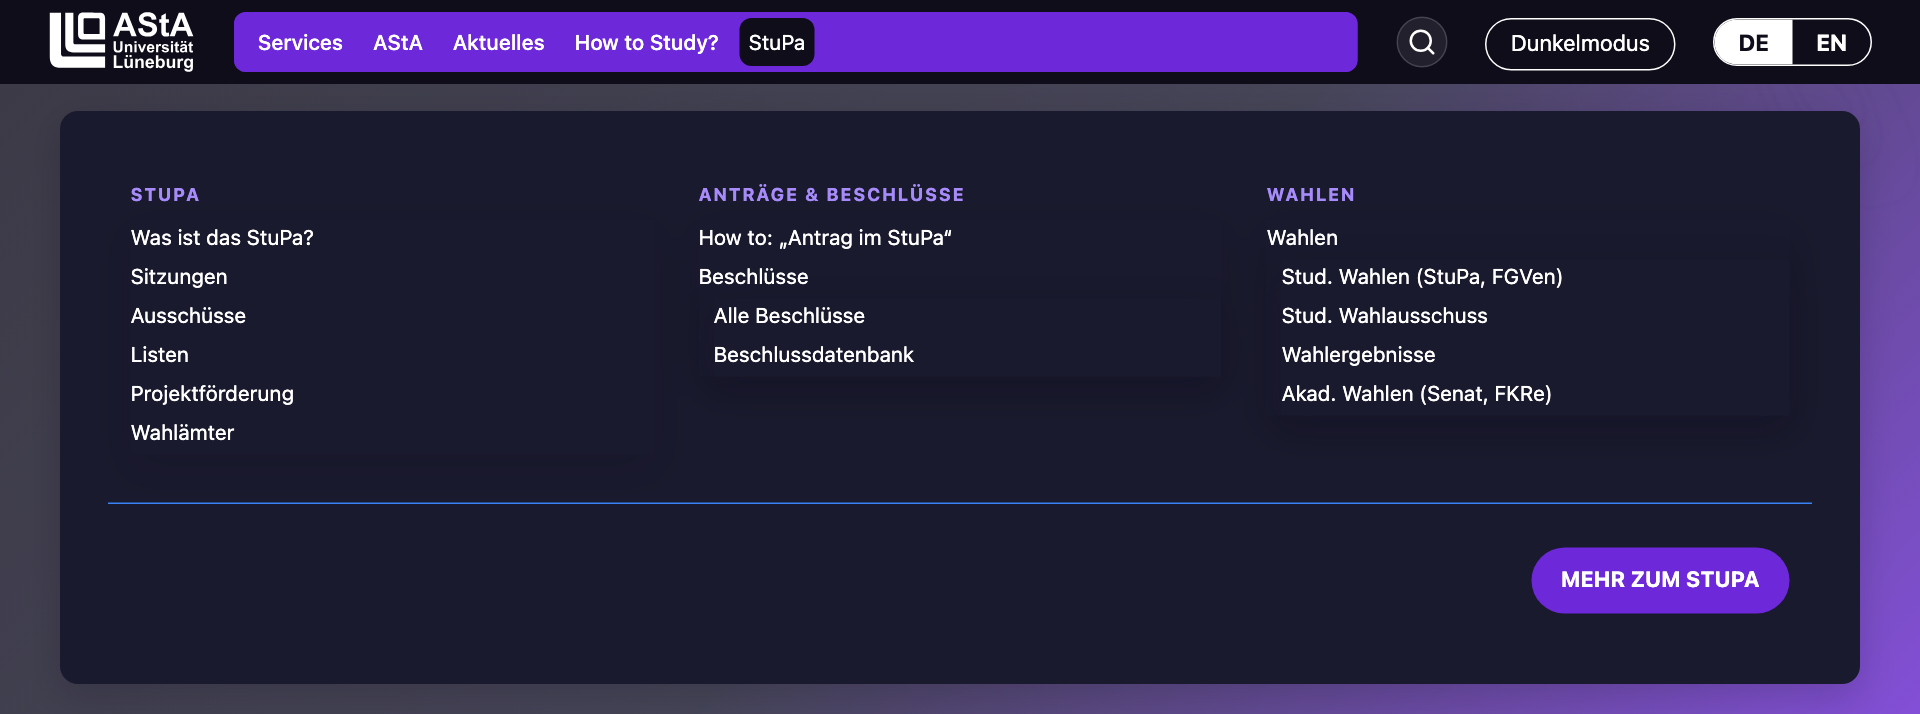 AStA
Universität
Lüneburg
Services
AStA
Aktuelles
How to Study?
StuPa
Dunkelmodus
DE
EN
STUPA
Was ist das StuPa?
Sitzungen
Ausschüsse
Listen
Projektförderung
Wahlämter
ANTRÄGE & BESCHLÜSSE
How to: „Antrag im StuPa“
Beschlüsse
Alle Beschlüsse
Beschlussdatenbank
WAHLEN
Wahlen
Stud. Wahlen (StuPa, FGVen)
Stud. Wahlausschuss
Wahlergebnisse
Akad. Wahlen (Senat, FKRe)
MEHR ZUM STUPA